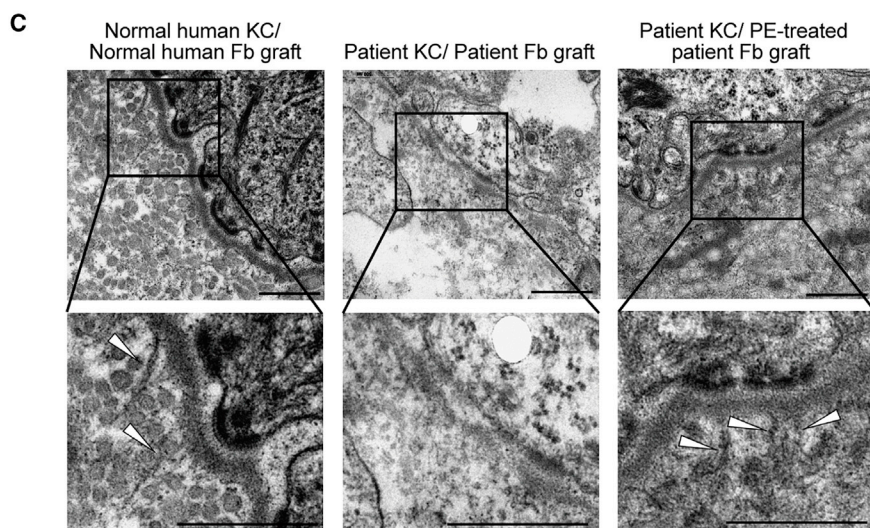 C
Normal human KC/
Normal human Fb graft
Patient KC/ Patient Fb graft
Patient KC/ PE-treated
patient Fb graft